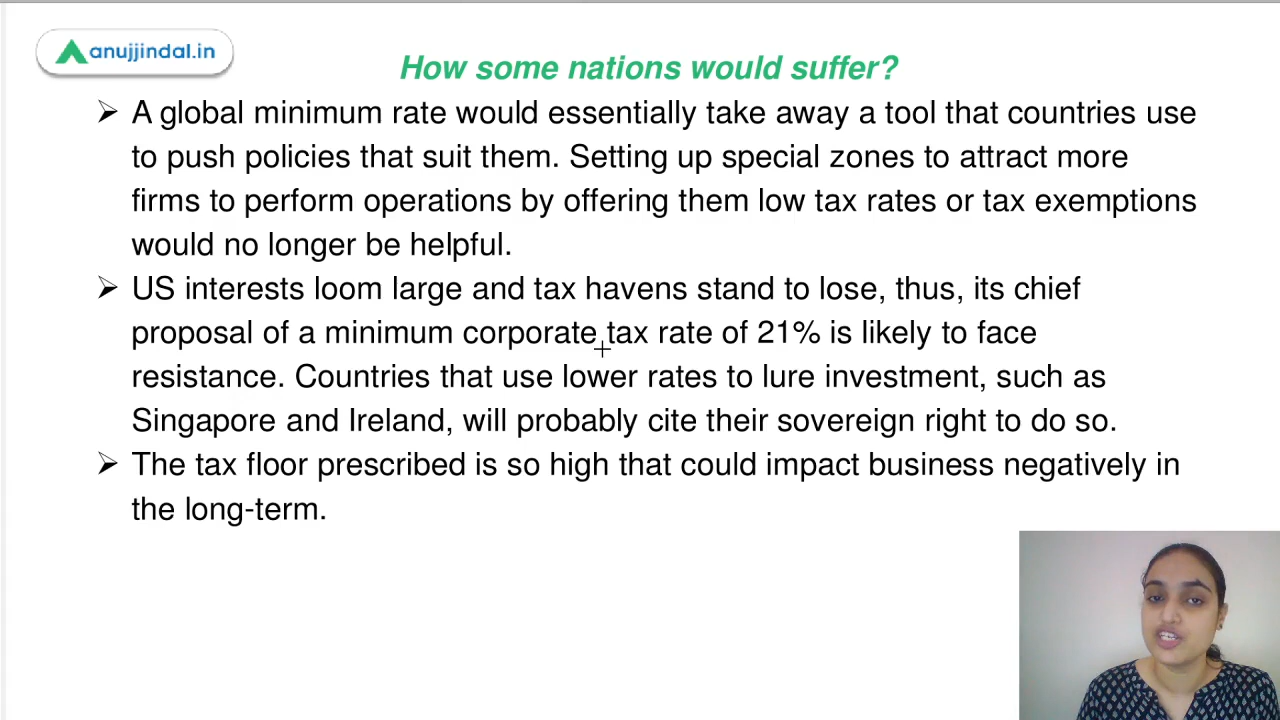 anujjindal.in
How some nations would suffer?
➢ A global minimum rate would essentially take away a tool that countries use
to push policies that suit them. Setting up special zones to attract more
firms to perform operations by offering them low tax rates or tax exemptions
would no longer be helpful.
➢ US interests loom large and tax havens stand to lose, thus, its chief
proposal of a minimum corporate tax rate of 21% is likely to face
resistance. Countries that use lower rates to lure investment, such as
Singapore and Ireland, will probably cite their sovereign right to do so.
➢ The tax floor prescribed is so high that could impact business negatively in
the long-term.